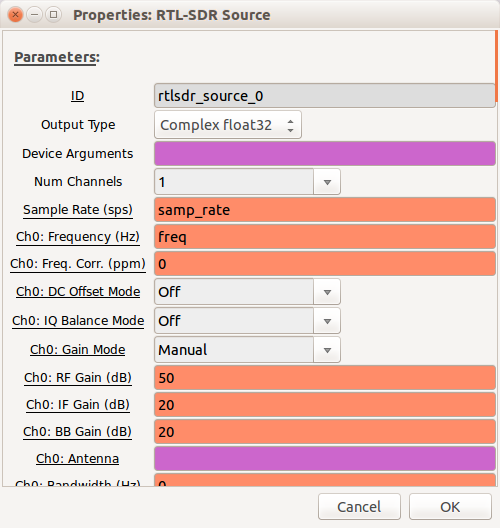 Properties: RTL-SDR Source
Parameters:
ID rtlsdr_source_0
Output Type Complex float32
Device Arguments
Num Channels 1
Sample Rate (sps) samp_rate
Ch0: Frequency (Hz) freq
Ch0: Freq. Corr. (ppm) 0
Ch0: DC Offset Mode Off
Ch0: IQ Balance Mode Off
Ch0: Gain Mode Manual
Ch0: RF Gain (dB) 50
Ch0: IF Gain (dB) 20
Ch0: BB Gain (dB) 20
Ch0: Antenna
Ch0: Bandwidth (Hz) 0
Cancel OK